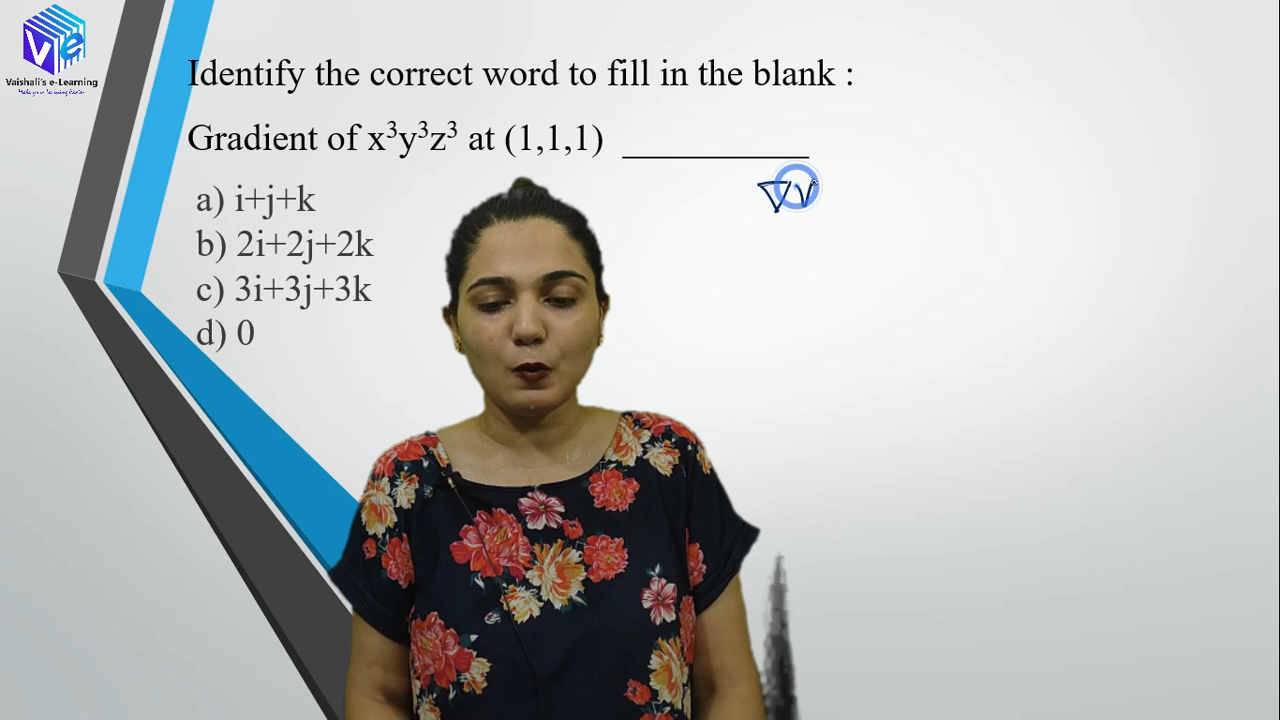 Vaishali's e-Learning
Identify the correct word to fill in the blank :
Gradient of x³y³z³ at (1,1,1) __________
∇V
a) i+j+k
b) 2i+2j+2k
c) 3i+3j+3k
d) 0